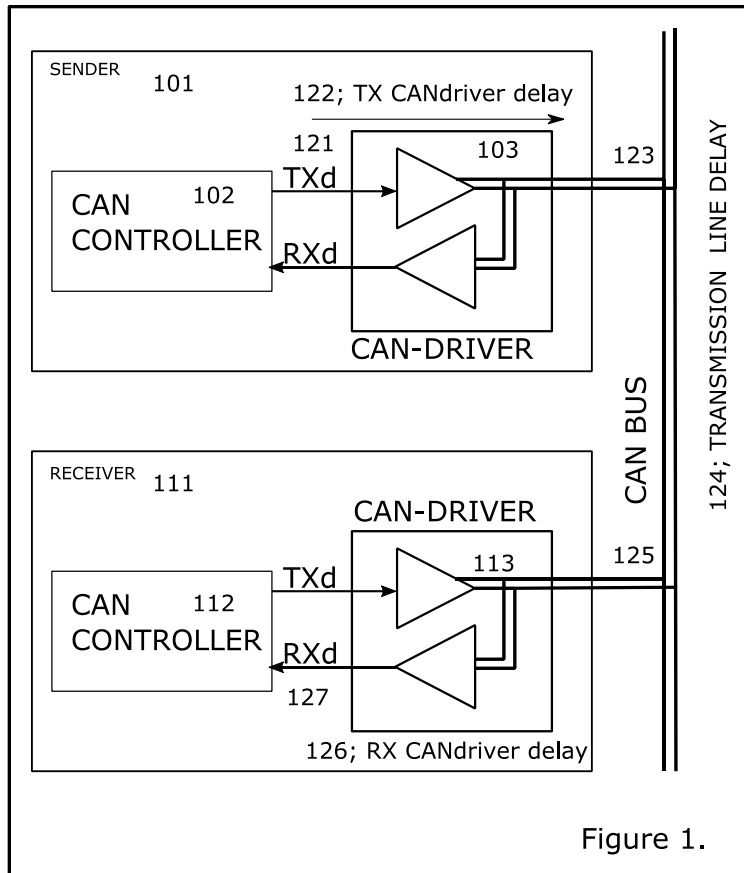 SENDER
101
122; TX CANdriver delay
121
103
123
102
TXd
CAN
CONTROLLER
RXd
CAN-DRIVER
124; TRANSMISSION LINE DELAY
CAN BUS
RECEIVER
111
CAN-DRIVER
125
113
TXd
112
CAN
CONTROLLER
RXd
127
126; RX CANdriver delay
Figure 1.